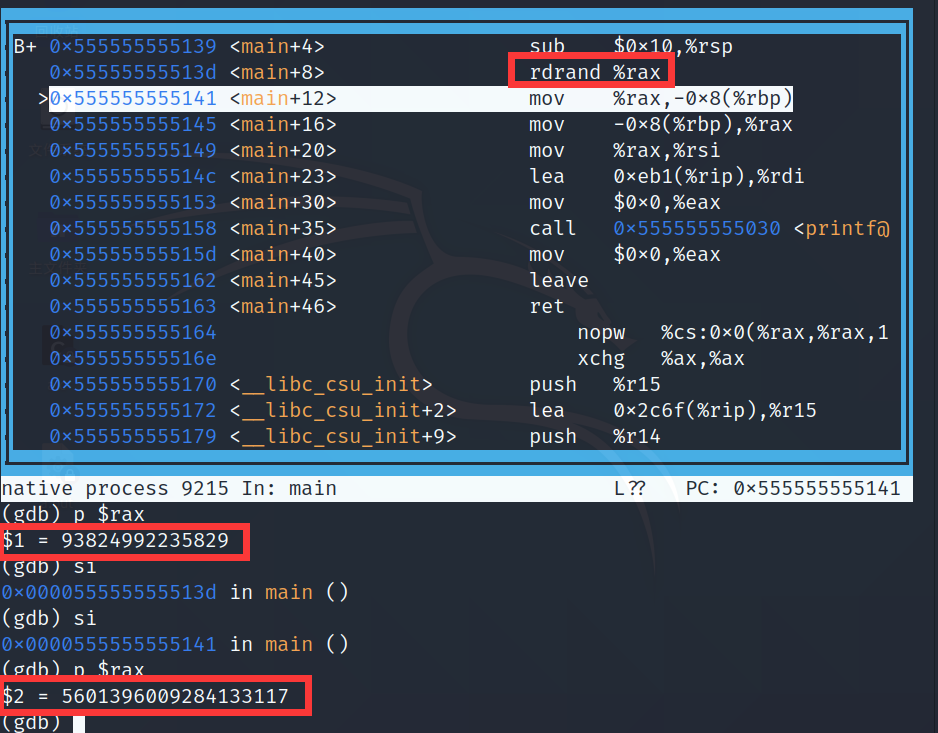 B+ 0×555555555139 <main+4> sub $0×10,%rsp
0×55555555513d <main+8> rdrand %rax
>0×555555555141 <main+12> mov %rax,-0×8(%rbp)
0×555555555145 <main+16> mov -0×8(%rbp),%rax
0×555555555149 <main+20> mov %rax,%rsi
0×55555555514c <main+23> lea 0×eb1(%rip),%rdi
0×555555555153 <main+30> mov $0×0,%eax
0×555555555158 <main+35> call 0×555555555030 <printf@
0×55555555515d <main+40> mov $0×0,%eax
0×555555555162 <main+45> leave
0×555555555163 <main+46> ret
0×555555555164 nopw %cs:0×0(%rax,%rax,1
0×55555555516e xchg %ax,%ax
0×555555555170 <__libc_csu_init> push %r15
0×555555555172 <__libc_csu_init+2> lea 0×2c6f(%rip),%r15
0×555555555179 <__libc_csu_init+9> push %r14
native process 9215 In: main L?? PC: 0×555555555141
(gdb) p $rax
$1 = 93824992235829
(gdb) si
0×000055555555513d in main ()
(gdb) si
0×0000555555555141 in main ()
(gdb) p $rax
$2 = 5601396009284133117
(gdb)